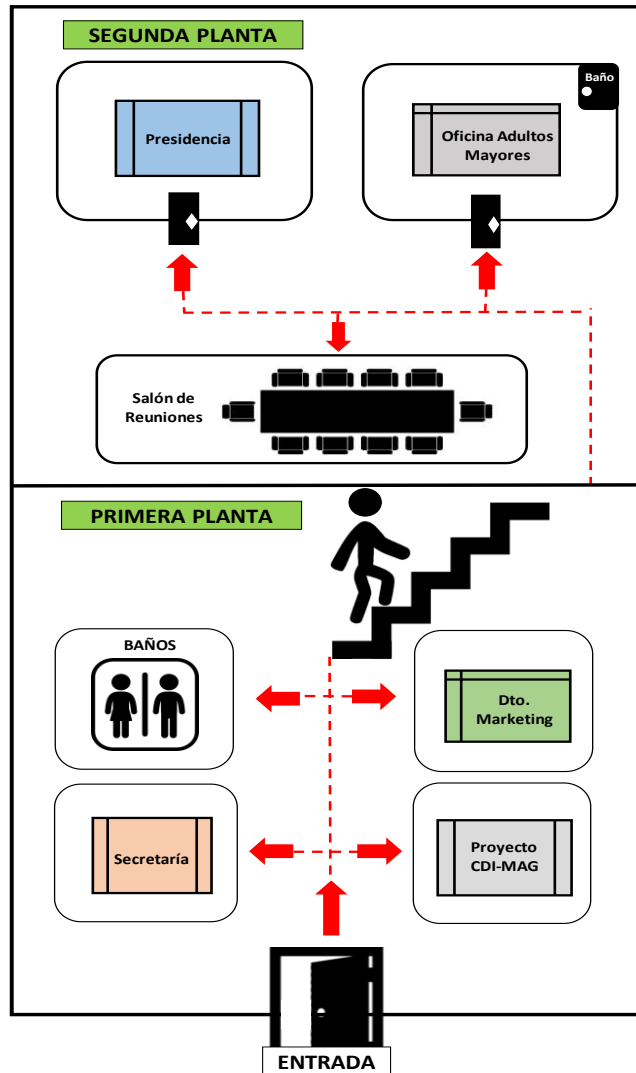 SEGUNDA PLANTA
Baño
Presidencia
Oficina Adultos
Mayores
Salón de
Reuniones
PRIMERA PLANTA
BAÑOS
Dto.
Marketing
Secretaría
Proyecto
CDI-MAG
ENTRADA